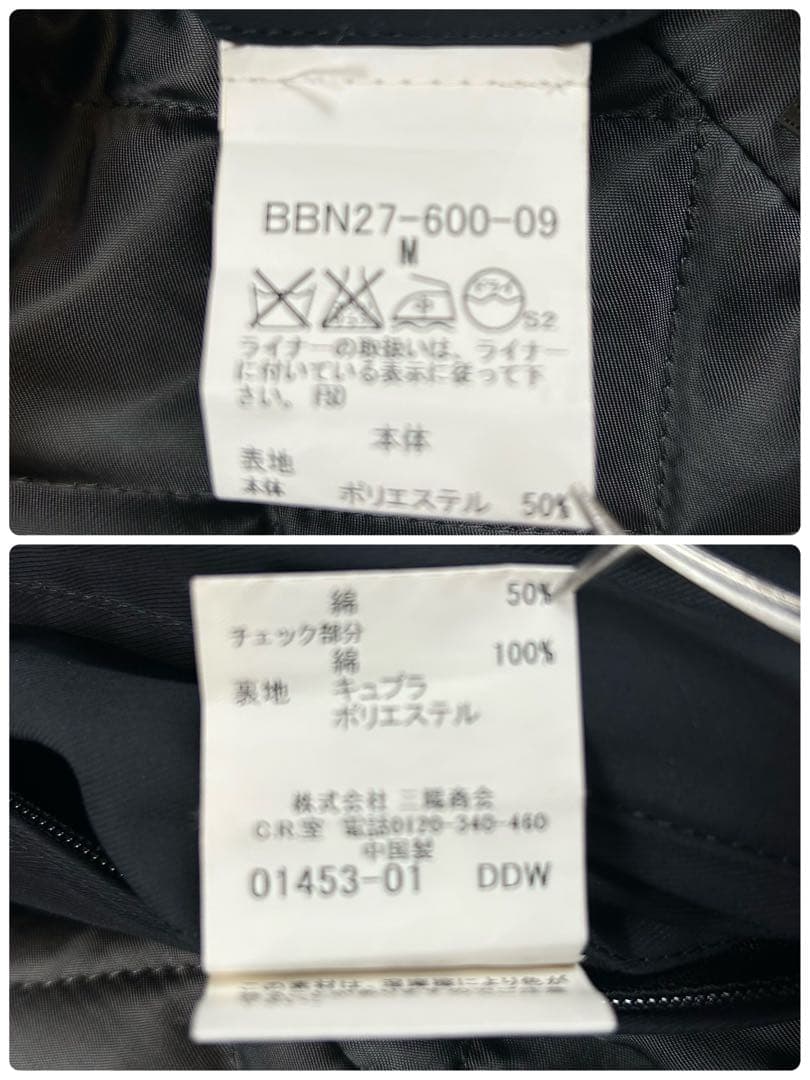 BBN27-600-09
M
中 ドライ
S2
ライナーの取扱いは、ライナー
に付いている表示に従って下
さい。
本体
表地
本体 ポリエステル 50%
綿 50%
チェック部分
綿 100%
裏地 キュプラ
ポリエステル
株式会社 三陽商会
C.R.室 電話0120-340-460
中国製
01453-01 DDW